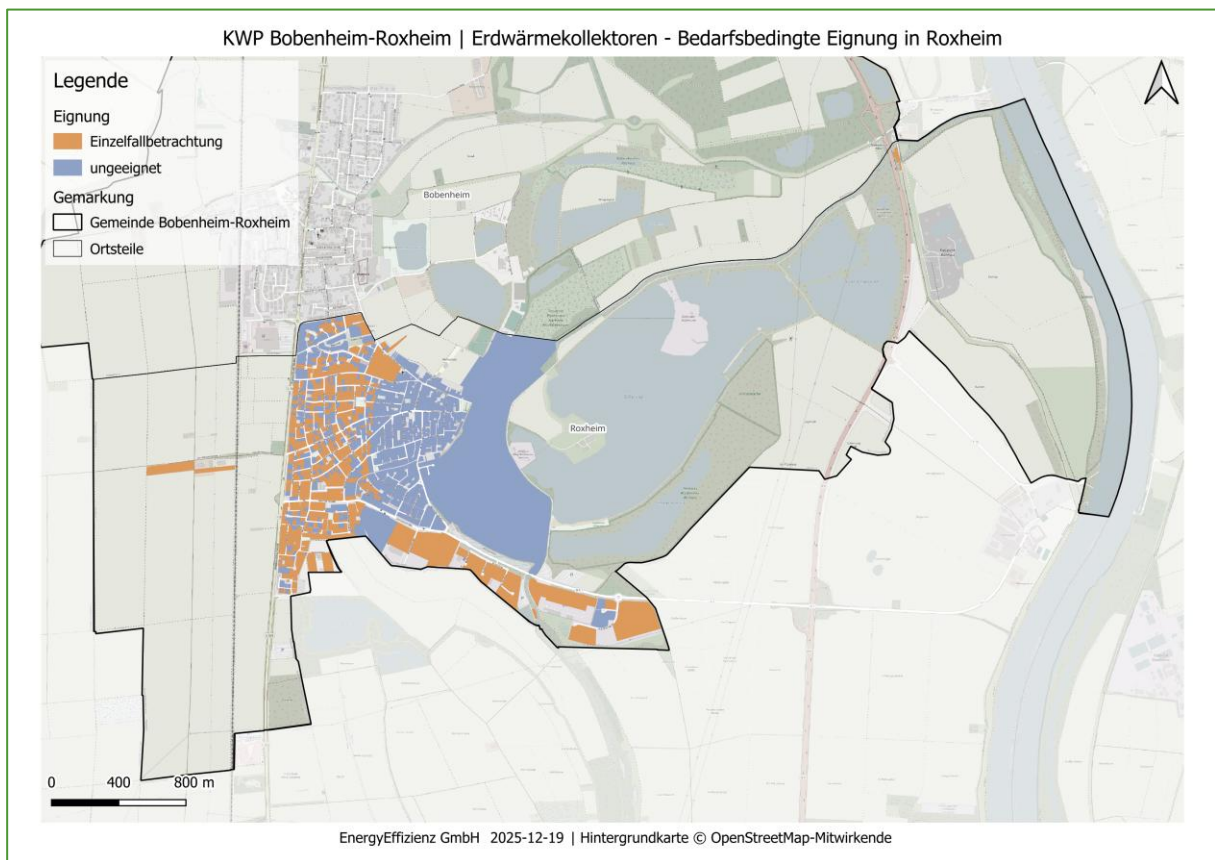 KWP Bobenheim-Roxheim | Erdwärmekollektoren - Bedarfsbedingte Eignung in Roxheim
Legende
Eignung
Einzelfallbetrachtung
ungeeignet
Gemarkung
Gemeinde Bobenheim-Roxheim
Ortsteile
Bobenheim
Roxheim
0 400 800 m
EnergyEffizienz GmbH 2025-12-19 | Hintergrundkarte © OpenStreetMap-Mitwirkende